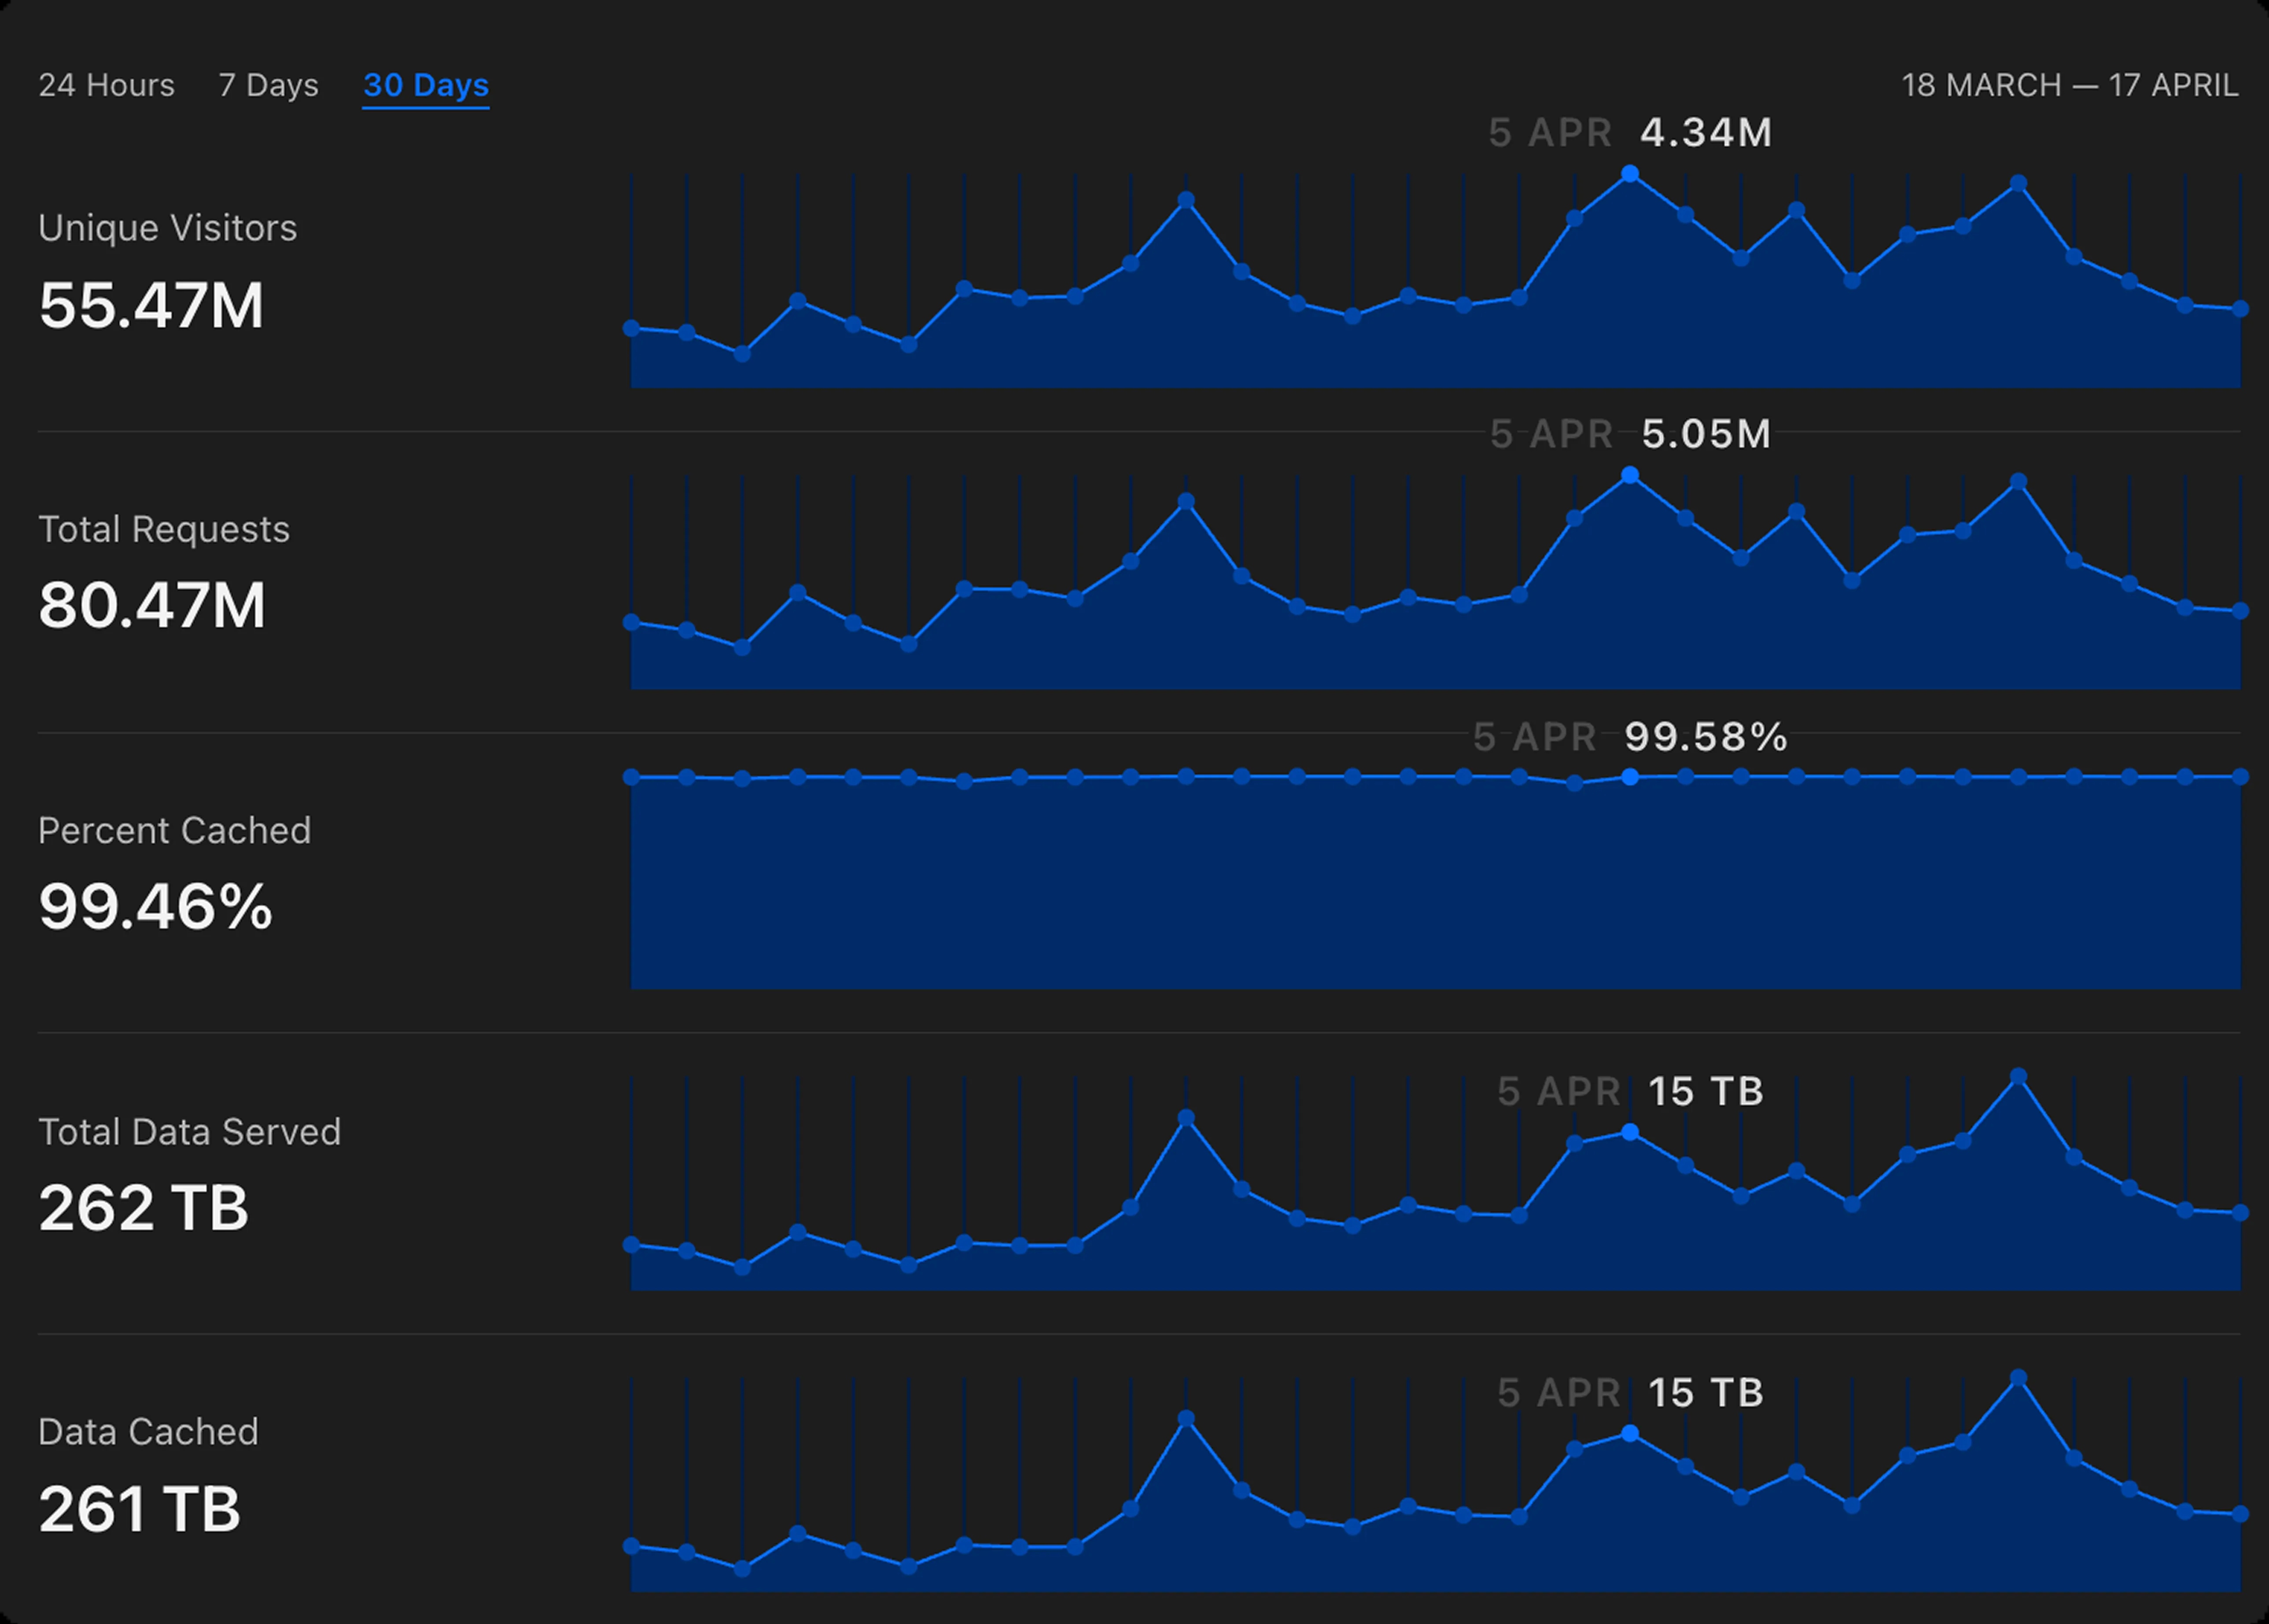 24 Hours 7 Days 30 Days 18 MARCH — 17 APRIL
5 APR 4.34M
Unique Visitors
55.47M
5 APR 5.05M
Total Requests
80.47M
5 APR 99.58%
Percent Cached
99.46%
5 APR 15 TB
Total Data Served
262 TB
5 APR 15 TB
Data Cached
261 TB